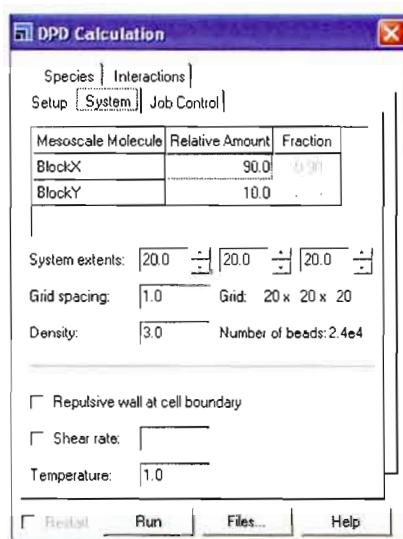 DPD Calculation
Species Interactions
Setup System Job Control
Mesoscale Molecule Relative Amount Fraction
BlockX 90.0 0.90
BlockY 10.0
System extents: 20.0 20.0 20.0
Grid spacing: 1.0 Grid: 20 x 20 x 20
Density: 3.0 Number of beads: 2.4e4
Repulsive wall at cell boundary
Shear rate:
Temperature: 1.0
Restart Run Files... Help